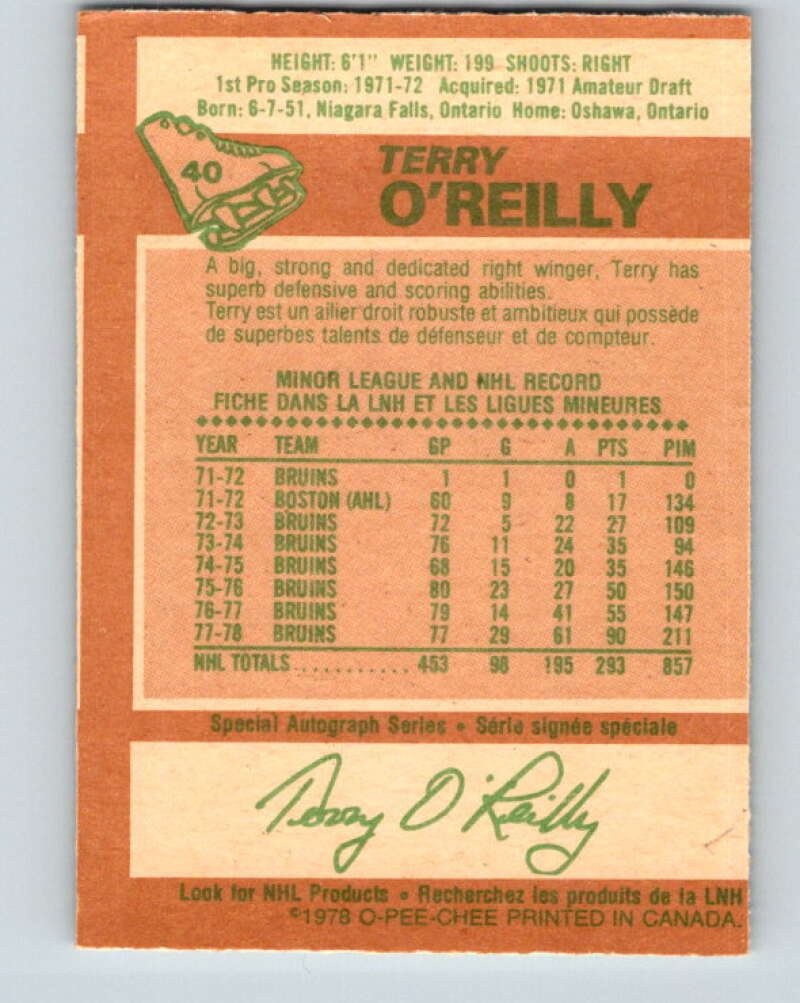 HEIGHT: 6'1" WEIGHT: 199 SHOOTS: RIGHT
1st Pro Season: 1971-72 Acquired: 1971 Amateur Draft
Born: 6-7-51, Niagara Falls, Ontario Home: Oshawa, Ontario
40
TERRY
O'REILLY
A big, strong and dedicated right winger, Terry has
superb defensive and scoring abilities.
Terry est un ailier droit robuste et ambitieux qui possède
de superbes talents de défenseur et de compteur.
MINOR LEAGUE AND NHL RECORD
FICHE DANS LA LNH ET LES LIGUES MINEURES
YEAR TEAM GP G A PTS PIM
71-72 BRUINS 1 1 0 1 0
71-72 BOSTON (AHL) 60 9 8 17 134
72-73 BRUINS 72 5 22 27 109
73-74 BRUINS 76 11 24 35 94
74-75 BRUINS 68 15 20 35 146
75-76 BRUINS 80 23 27 50 150
76-77 BRUINS 79 14 41 55 147
77-78 BRUINS 77 29 61 90 211
NHL TOTALS.......... 453 98 195 293 857
Special Autograph Series • Série signée spéciale
Terry O'Reilly
Look for NHL Products • Recherchez les produits de la LNH
©1978 O-PEE-CHEE PRINTED IN CANADA.